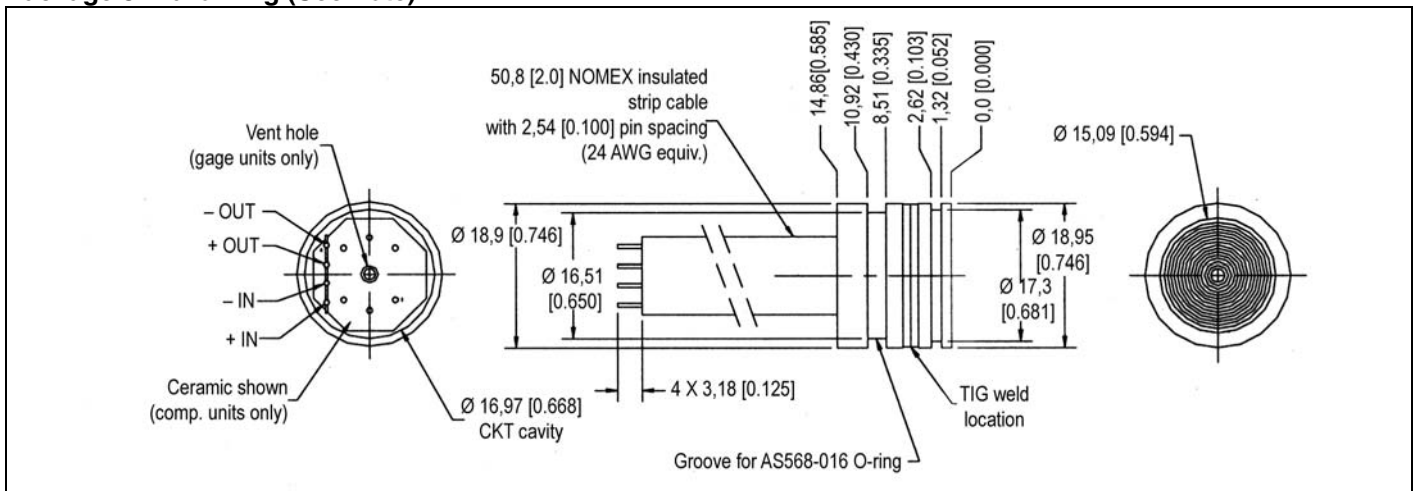 50,8 [2.0] NOMEX insulated
strip cable
with 2,54 [0.100] pin spacing
(24 AWG equiv.)
14,86[0.585]
10,92 [0.430]
8,51 [0.335]
2,62 [0.103]
1,32 [0.052]
0,0 [0.000]
Ø 15,09 [0.594]
Vent hole
(gage units only)
– OUT
+ OUT
– IN
+ IN
Ceramic shown
(comp. units only)
Ø 16,97 [0.668]
CKT cavity
Ø 18,9 [0.746]
Ø 16,51
[0.650]
4 X 3,18 [0.125]
Ø 18,95
[0.746]
Ø 17,3
[0.681]
TIG weld
location
Groove for AS568-016 O-ring